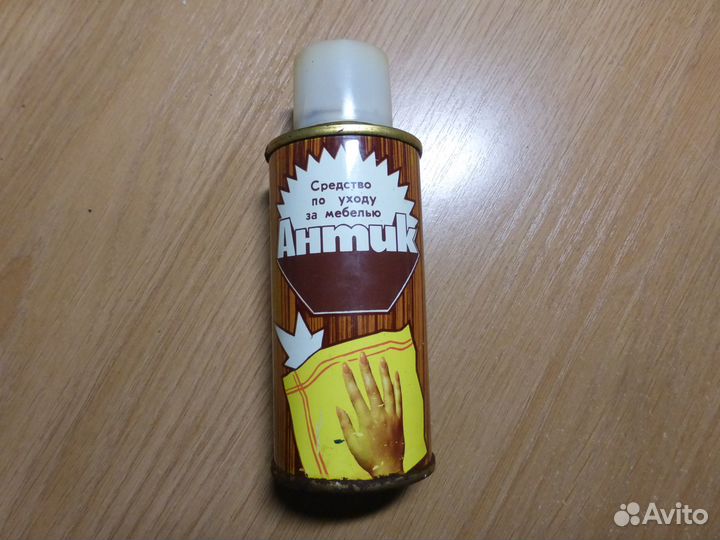 Средство
по уходу
за мебелью
Антик
Avito